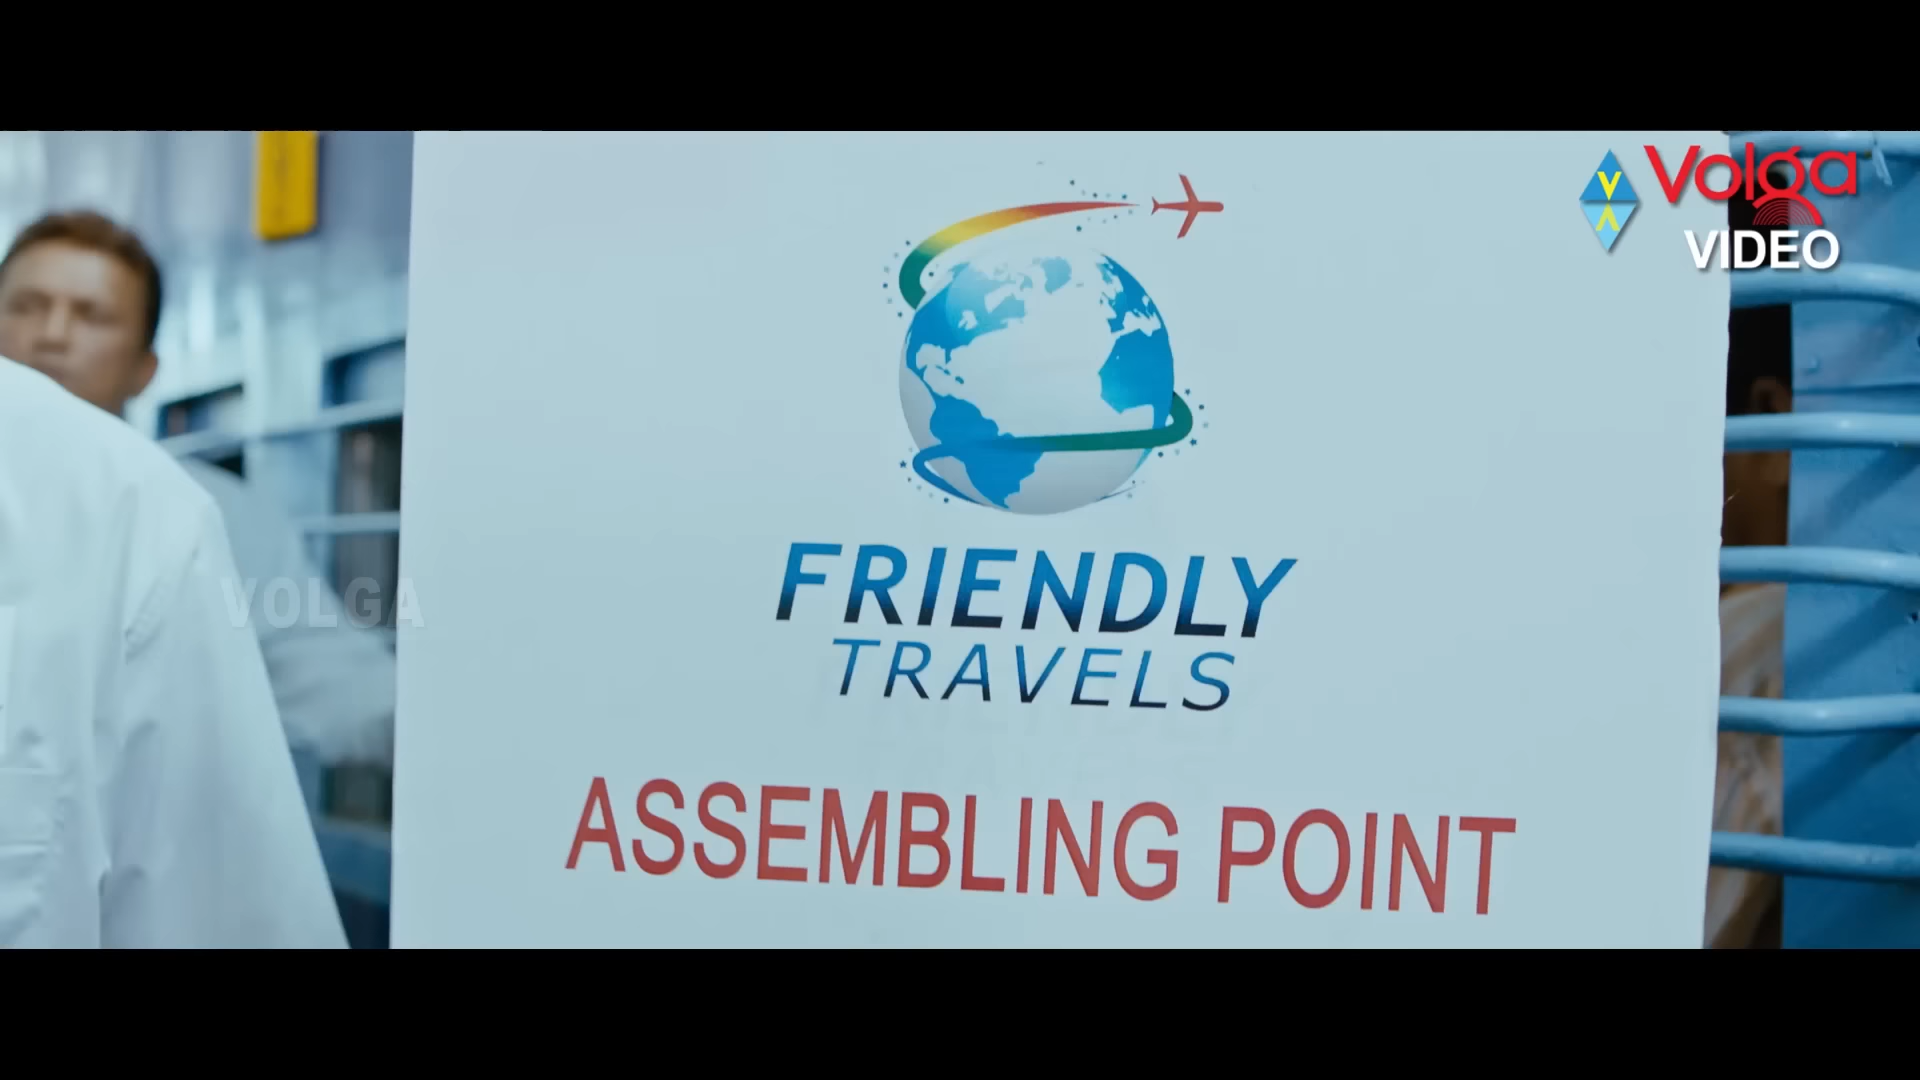 Volga
VIDEO
V
V
VOLGA
FRIENDLY
TRAVELS
ASSEMBLING POINT